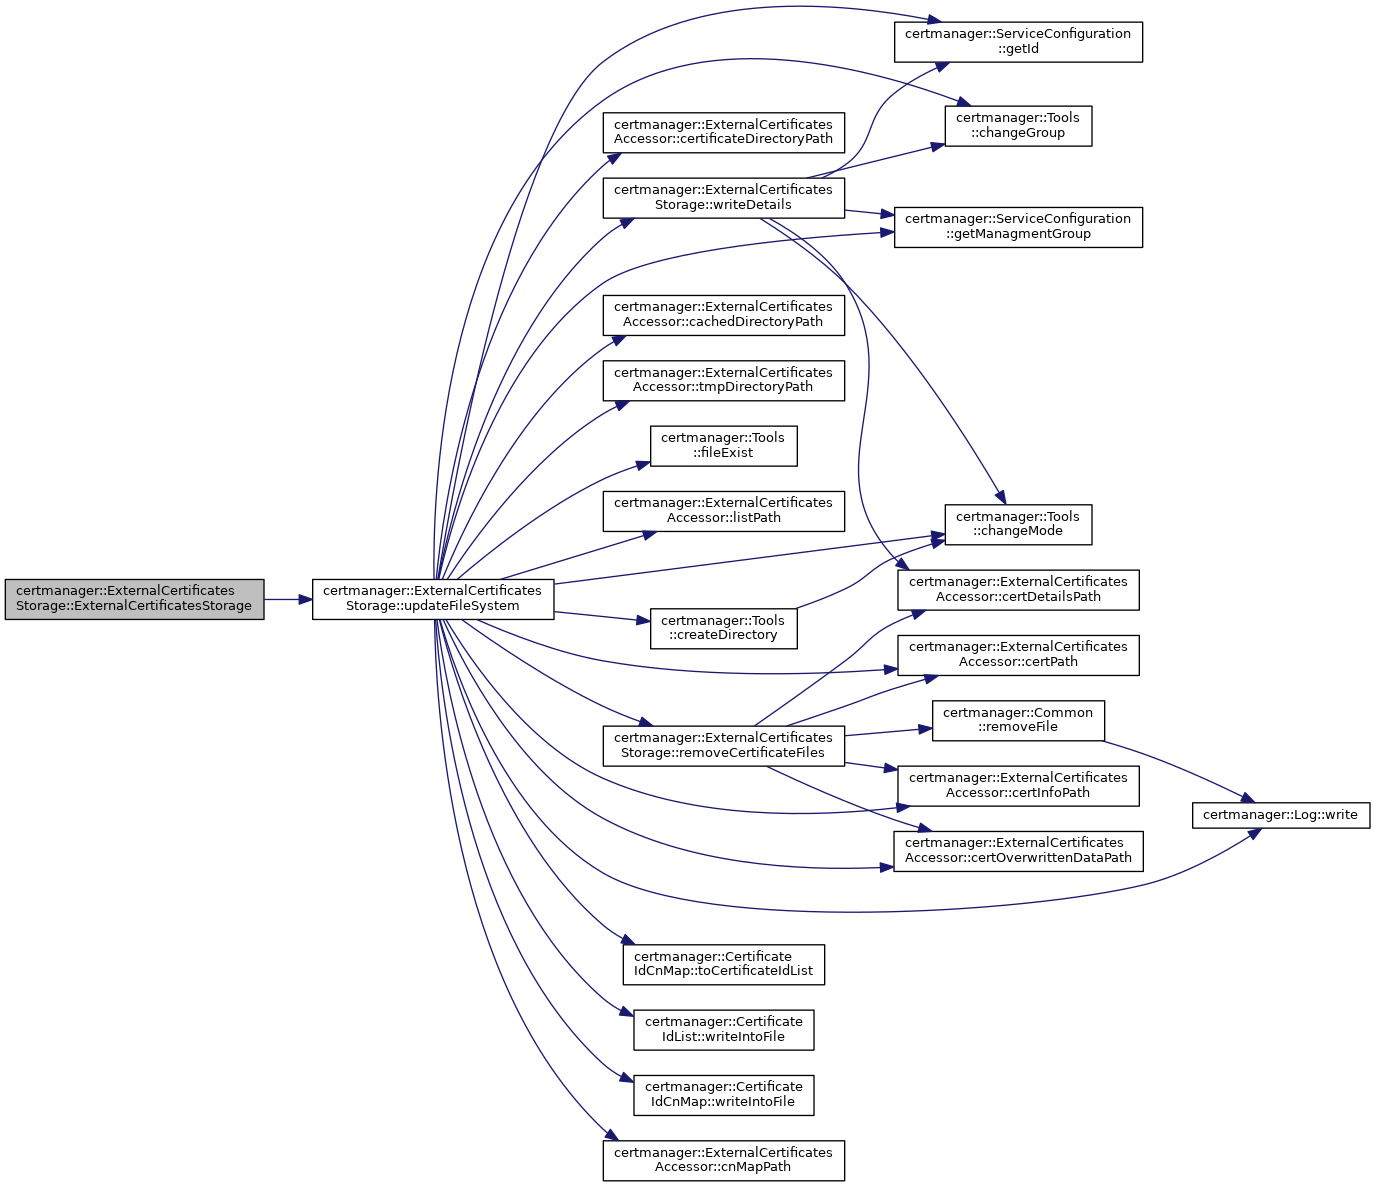 certmanager::ExternalCertificates
Storage::ExternalCertificatesStorage
certmanager::ExternalCertificates
Storage::updateFileSystem
certmanager::ServiceConfiguration
::getId
certmanager::Tools
::changeGroup
certmanager::ExternalCertificates
Accessor::certificateDirectoryPath
certmanager::ExternalCertificates
Storage::writeDetails
certmanager::ServiceConfiguration
::getManagmentGroup
certmanager::ExternalCertificates
Accessor::cachedDirectoryPath
certmanager::ExternalCertificates
Accessor::tmpDirectoryPath
certmanager::Tools
::fileExist
certmanager::ExternalCertificates
Accessor::listPath
certmanager::Tools
::changeMode
certmanager::ExternalCertificates
Accessor::certDetailsPath
certmanager::Tools
::createDirectory
certmanager::ExternalCertificates
Accessor::certPath
certmanager::ExternalCertificates
Storage::removeCertificateFiles
certmanager::Common
::removeFile
certmanager::ExternalCertificates
Accessor::certInfoPath
certmanager::Log::write
certmanager::ExternalCertificates
Accessor::certOverwrittenDataPath
certmanager::Certificate
IdCnMap::toCertificateIdList
certmanager::Certificate
IdList::writeIntoFile
certmanager::Certificate
IdCnMap::writeIntoFile
certmanager::ExternalCertificates
Accessor::cnMapPath